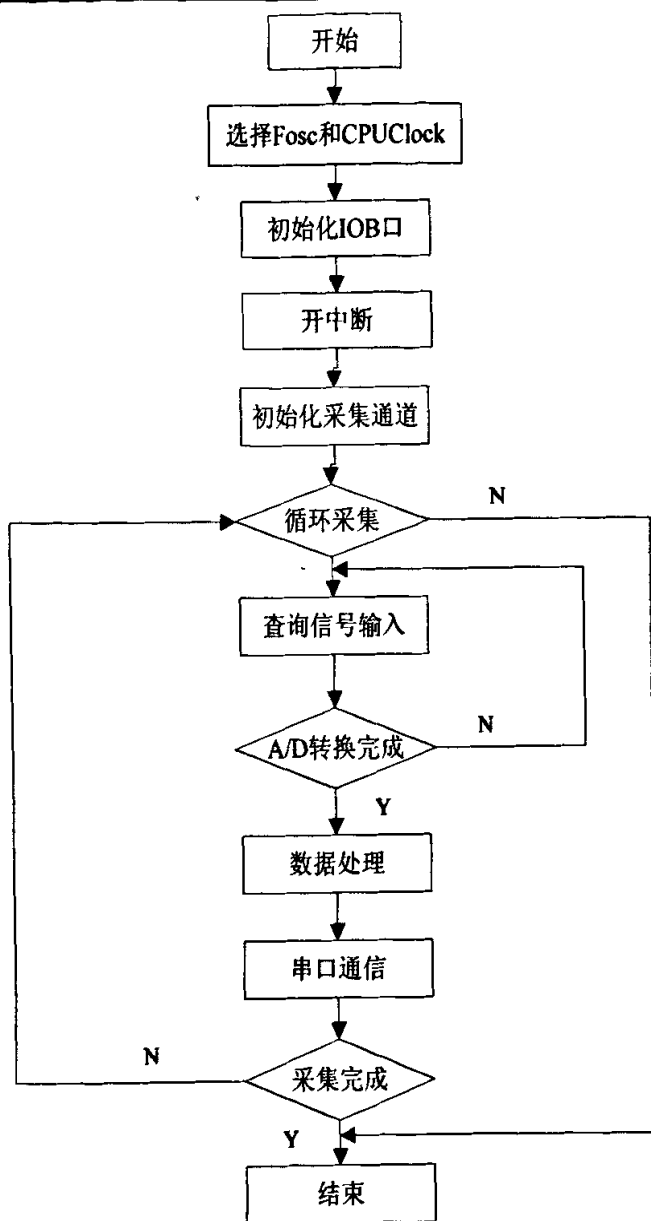 开始
选择Fosc和CPUClock
初始化IOB口
开中断
初始化采集通道
循环采集
N
查询信号输入
A/D转换完成
N
Y
数据处理
串口通信
采集完成
N
Y
结束